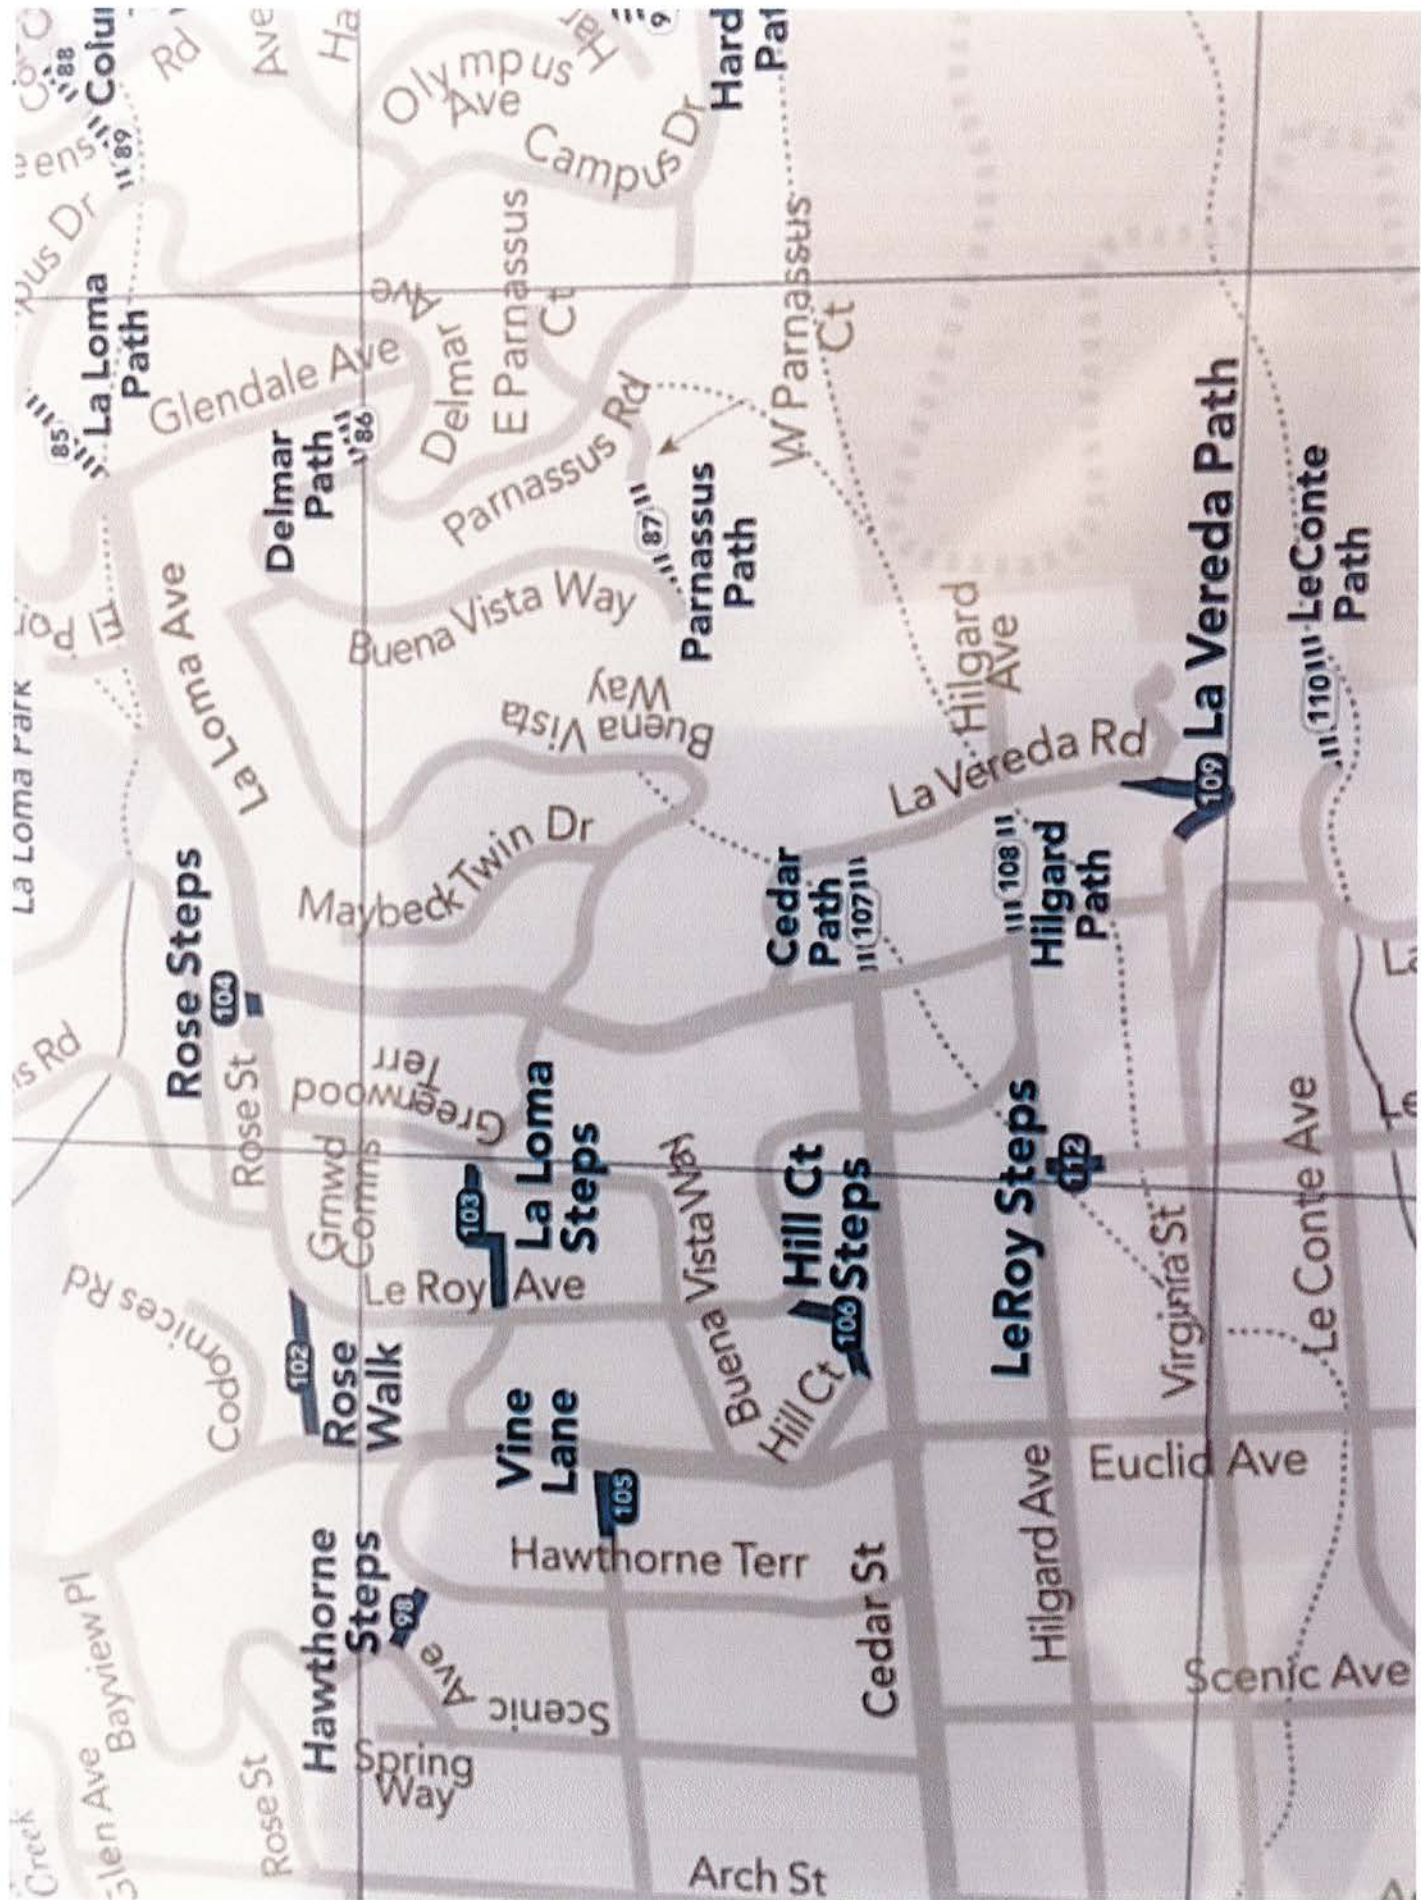 Rd
Ave
Ha
Olympus
Ave
Har
Campus Dr
Hard
88
89
La Loma
Path
85
Glendale Ave
Delmar
Ave
E Parnassus
Ct
W Parnassus
Ct
Delmar
Path
86
Parnassus Rd
87
Parnassus
Path
Buena Vista Way
Buena Vista
Way
La Loma Park
La Loma Ave
Hilgard
Ave
La Vereda Rd
109 La Vereda Path
110
LeConte
Path
Maybeck Twin Dr
Cedar
Path
107
108
Hilgard
Path
Rose Steps
104
Rose St
Greenwood
Terr
Grnwd
Comns
103
La Loma
Steps
Le Roy Ave
Buena Vista Way
Hill Ct
Steps
106
Hill Ct
LeRoy Steps
112
Virginia St
Le Conte Ave
Codornices Rd
102
Rose
Walk
Vine
Lane
105
Hawthorne
Steps
98
Hawthorne Terr
Cedar St
Hilgard Ave
Euclid Ave
Scenic Ave
Scenic
Ave
Spring
Way
Bayview Pl
Rose St
Arch St
Creek